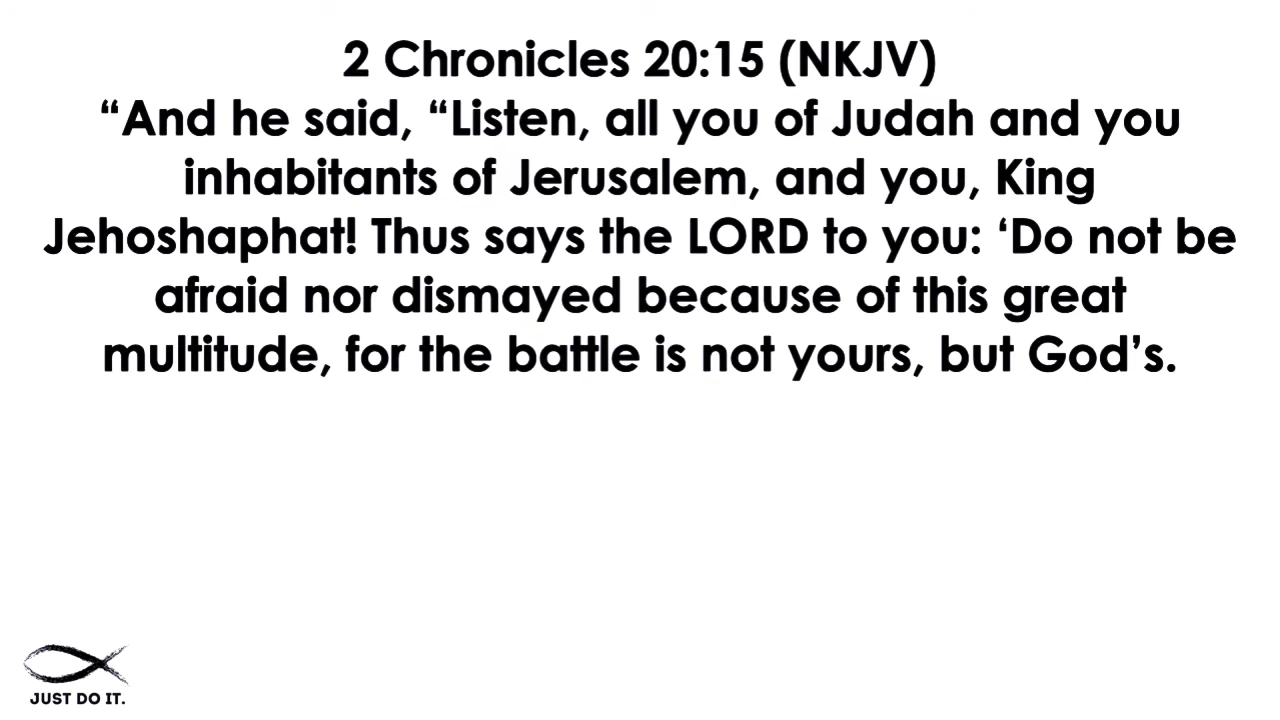 2 Chronicles 20:15 (NKJV)
“And he said, “Listen, all you of Judah and you
inhabitants of Jerusalem, and you, King
Jehoshaphat! Thus says the LORD to you: ‘Do not be
afraid nor dismayed because of this great
multitude, for the battle is not yours, but God’s.
JUST DO IT.